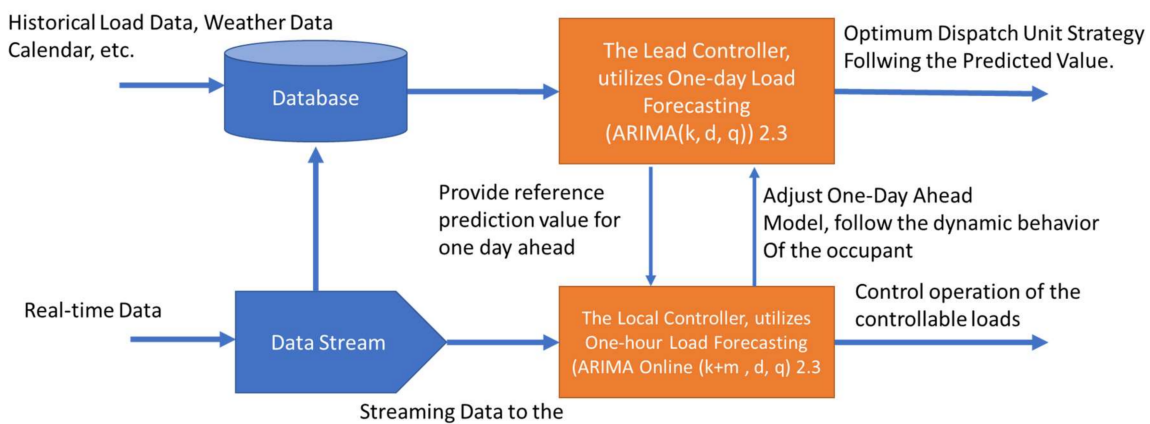 Historical Load Data, Weather Data
Calendar, etc.
Database
The Lead Controller,
utilizes One-day Load
Forecasting
(ARIMA(k, d, q)) 2.3
Optimum Dispatch Unit Strategy
Follwing the Predicted Value.
Provide reference
prediction value for
one day ahead
Adjust One-Day Ahead
Model, follow the dynamic behavior
Of the occupant
Real-time Data
Data Stream
The Local Controller, utilizes
One-hour Load Forecasting
(ARIMA Online (k+m , d, q) 2.3
Control operation of the
controllable loads
Streaming Data to the